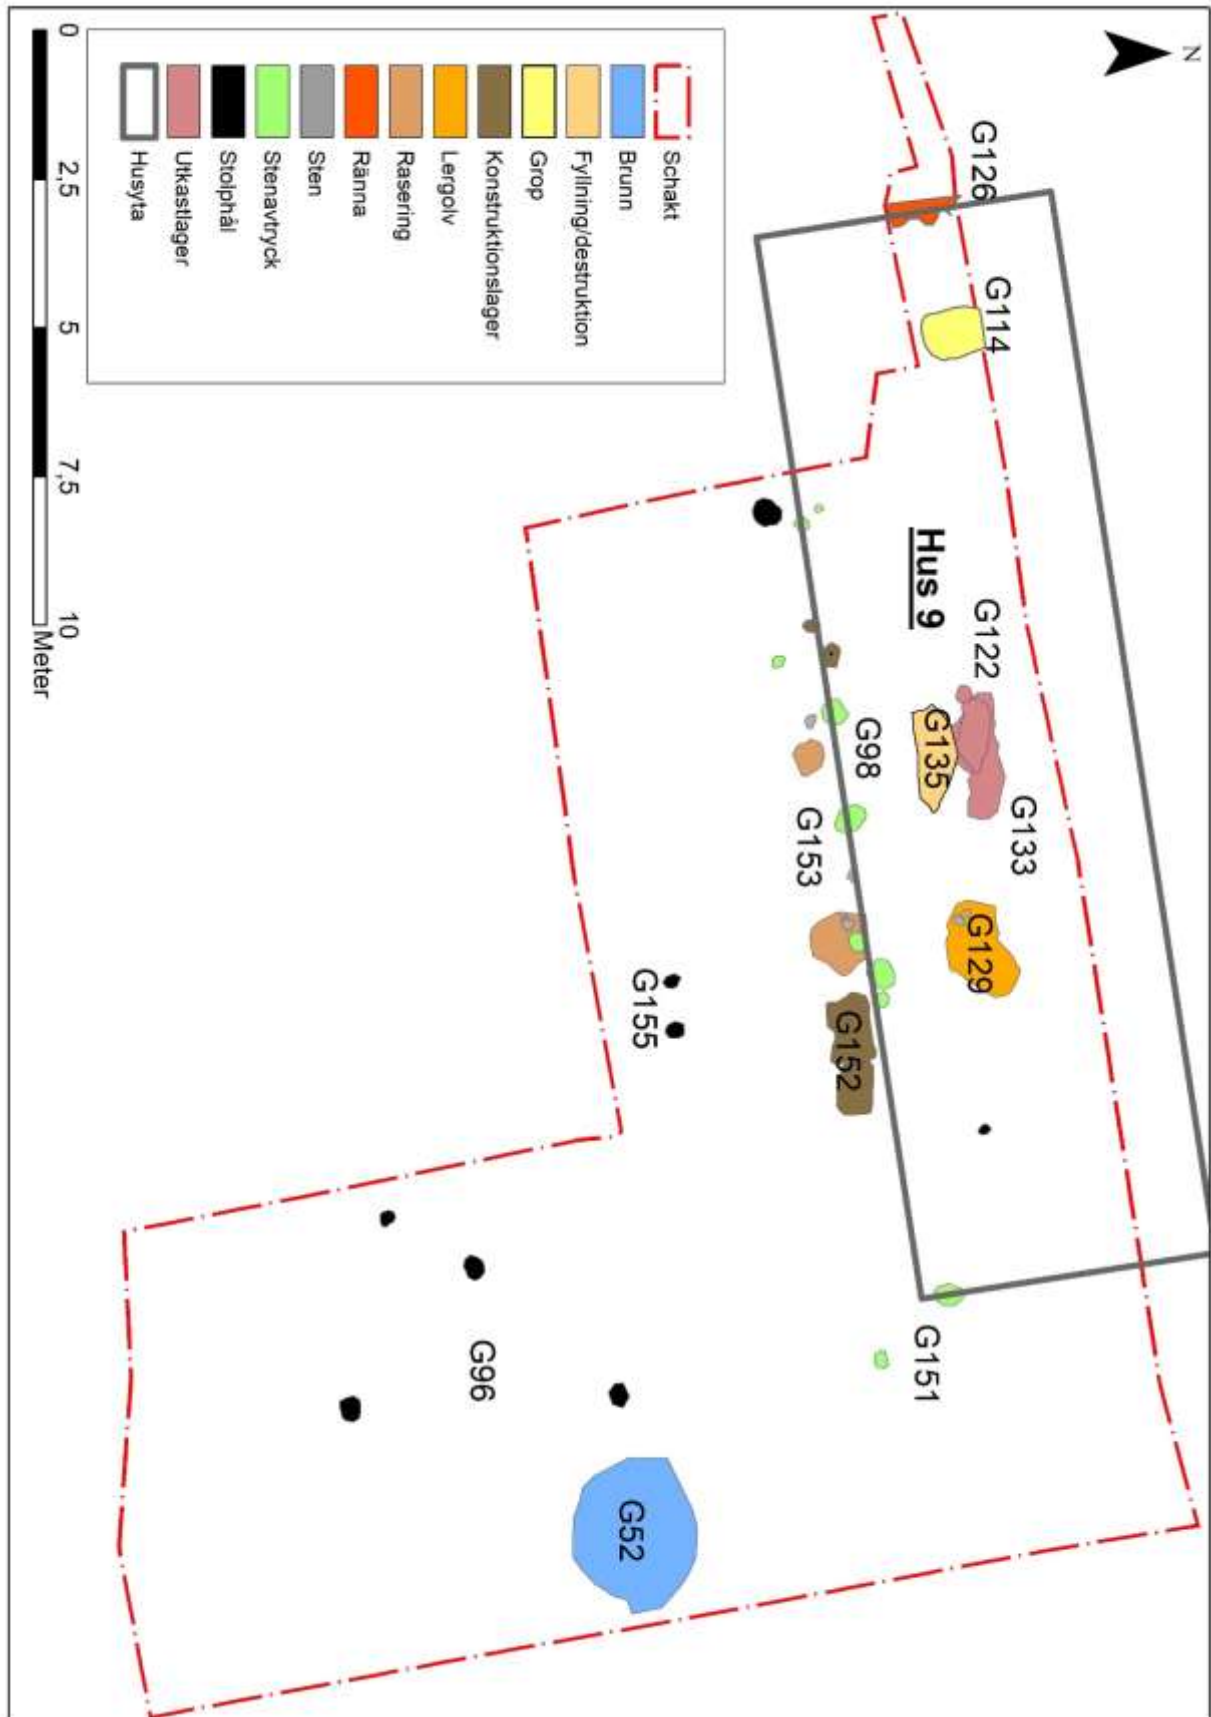 N
G126
G114
Hus 9
G122
G135
G133
G98
G153
G129
G152
G155
G151
G96
G52
Schakt
Brunn
Fyllning/destruktion
Grop
Konstruktionslager
Lergolv
Rasering
Ränna
Sten
Stenavtryck
Stolphål
Utkastlager
Husyta
0 2,5 5 7,5 10
Meter